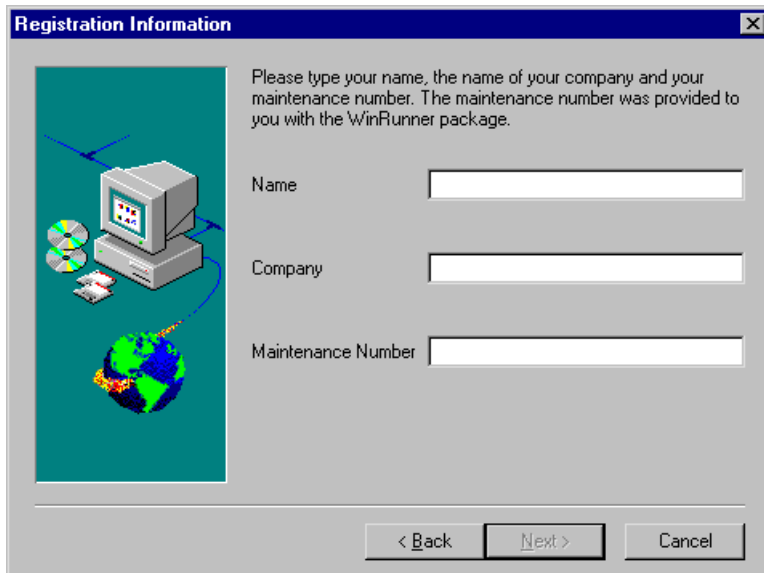 Registration Information
Please type your name, the name of your company and your
maintenance number. The maintenance number was provided to
you with the WinRunner package.
Name
Company
Maintenance Number
< Back
Next >
Cancel